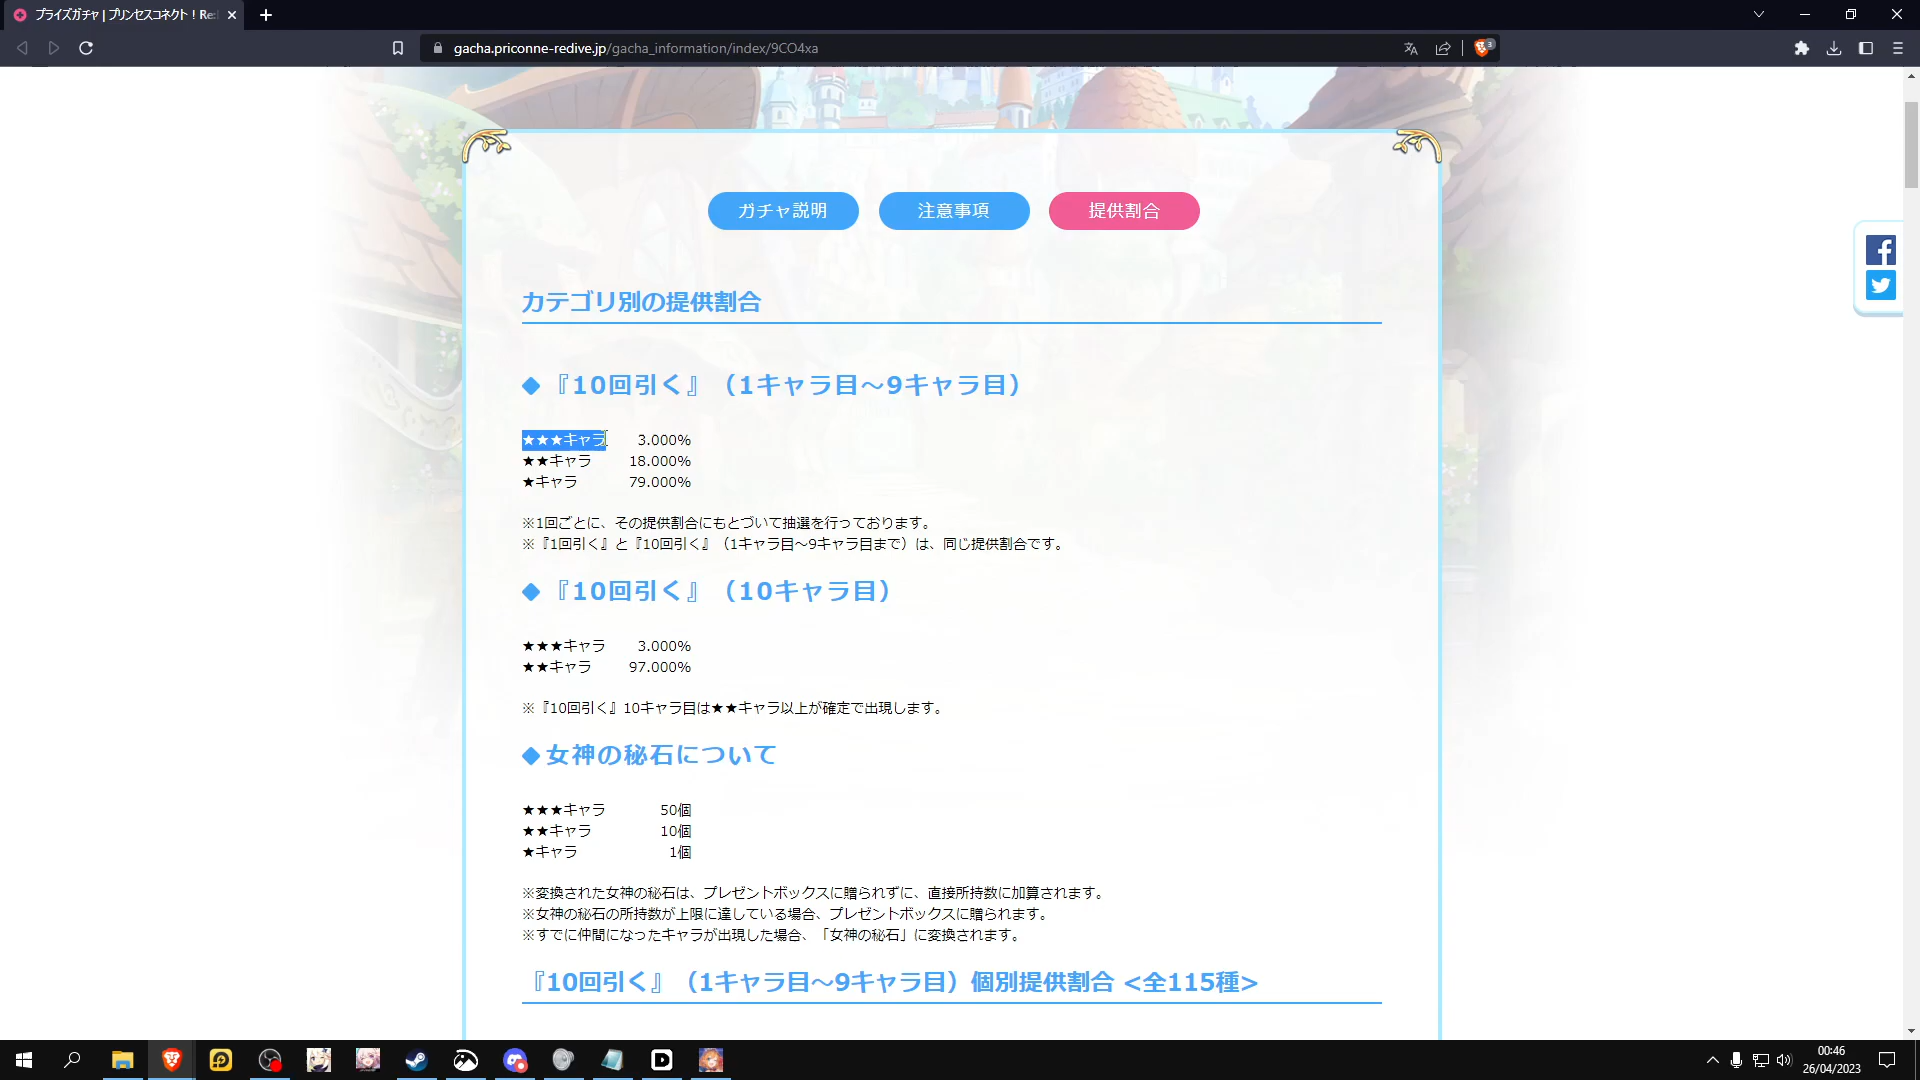 プライズガチャ | プリンセスコネクト！Re:
gacha.priconne-redive.jp/gacha_information/index/9CO4xa
3
ガチャ説明 注意事項 提供割合
カテゴリ別の提供割合
◆『10回引く』（1キャラ目～9キャラ目）
★★★キャラ 3.000%
★★キャラ 18.000%
★キャラ 79.000%
※1回ごとに、その提供割合にもとづいて抽選を行っております。
※『1回引く』と『10回引く』（1キャラ目～9キャラ目まで）は、同じ提供割合です。
◆『10回引く』（10キャラ目）
★★★キャラ 3.000%
★★キャラ 97.000%
※『10回引く』10キャラ目は★★キャラ以上が確定で出現します。
◆女神の秘石について
★★★キャラ 50個
★★キャラ 10個
★キャラ 1個
※変換された女神の秘石は、プレゼントボックスに贈られずに、直接所持数に加算されます。
※女神の秘石の所持数が上限に達している場合、プレゼントボックスに贈られます。
※すでに仲間になったキャラが出現した場合、「女神の秘石」に変換されます。
『10回引く』（1キャラ目～9キャラ目）個別提供割合 <全115種>
00:46
26/04/2023